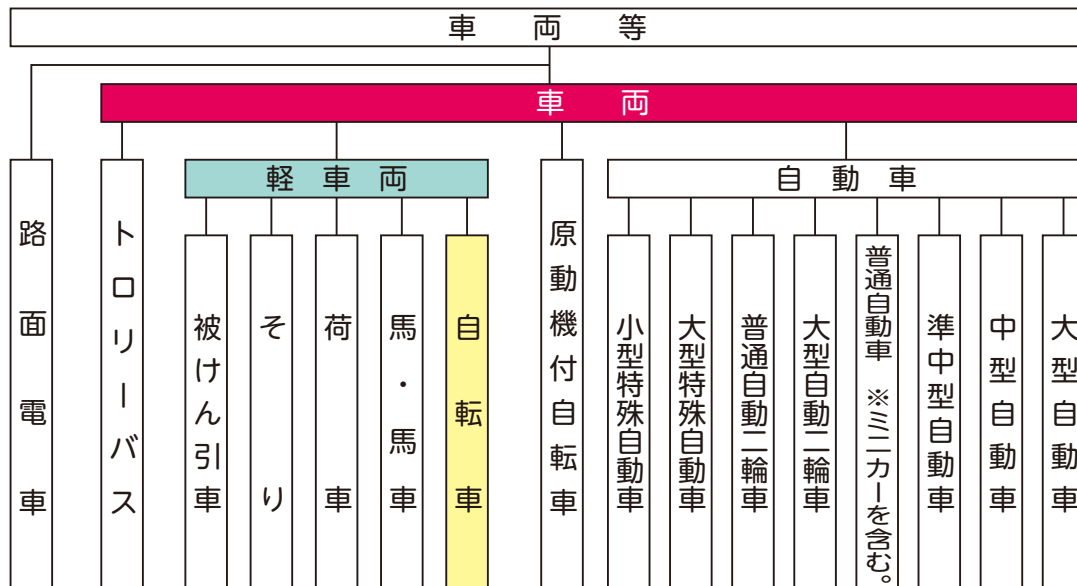 車両等
車両
軽車両
自動車
路面電車
トロリーバス
被けん引車
そり
荷車
馬・馬車
自転車
原動機付自転車
小型特殊自動車
大型特殊自動車
普通自動二輪車
大型自動二輪車
普通自動車 ※ミニカーを含む。
準中型自動車
中型自動車
大型自動車